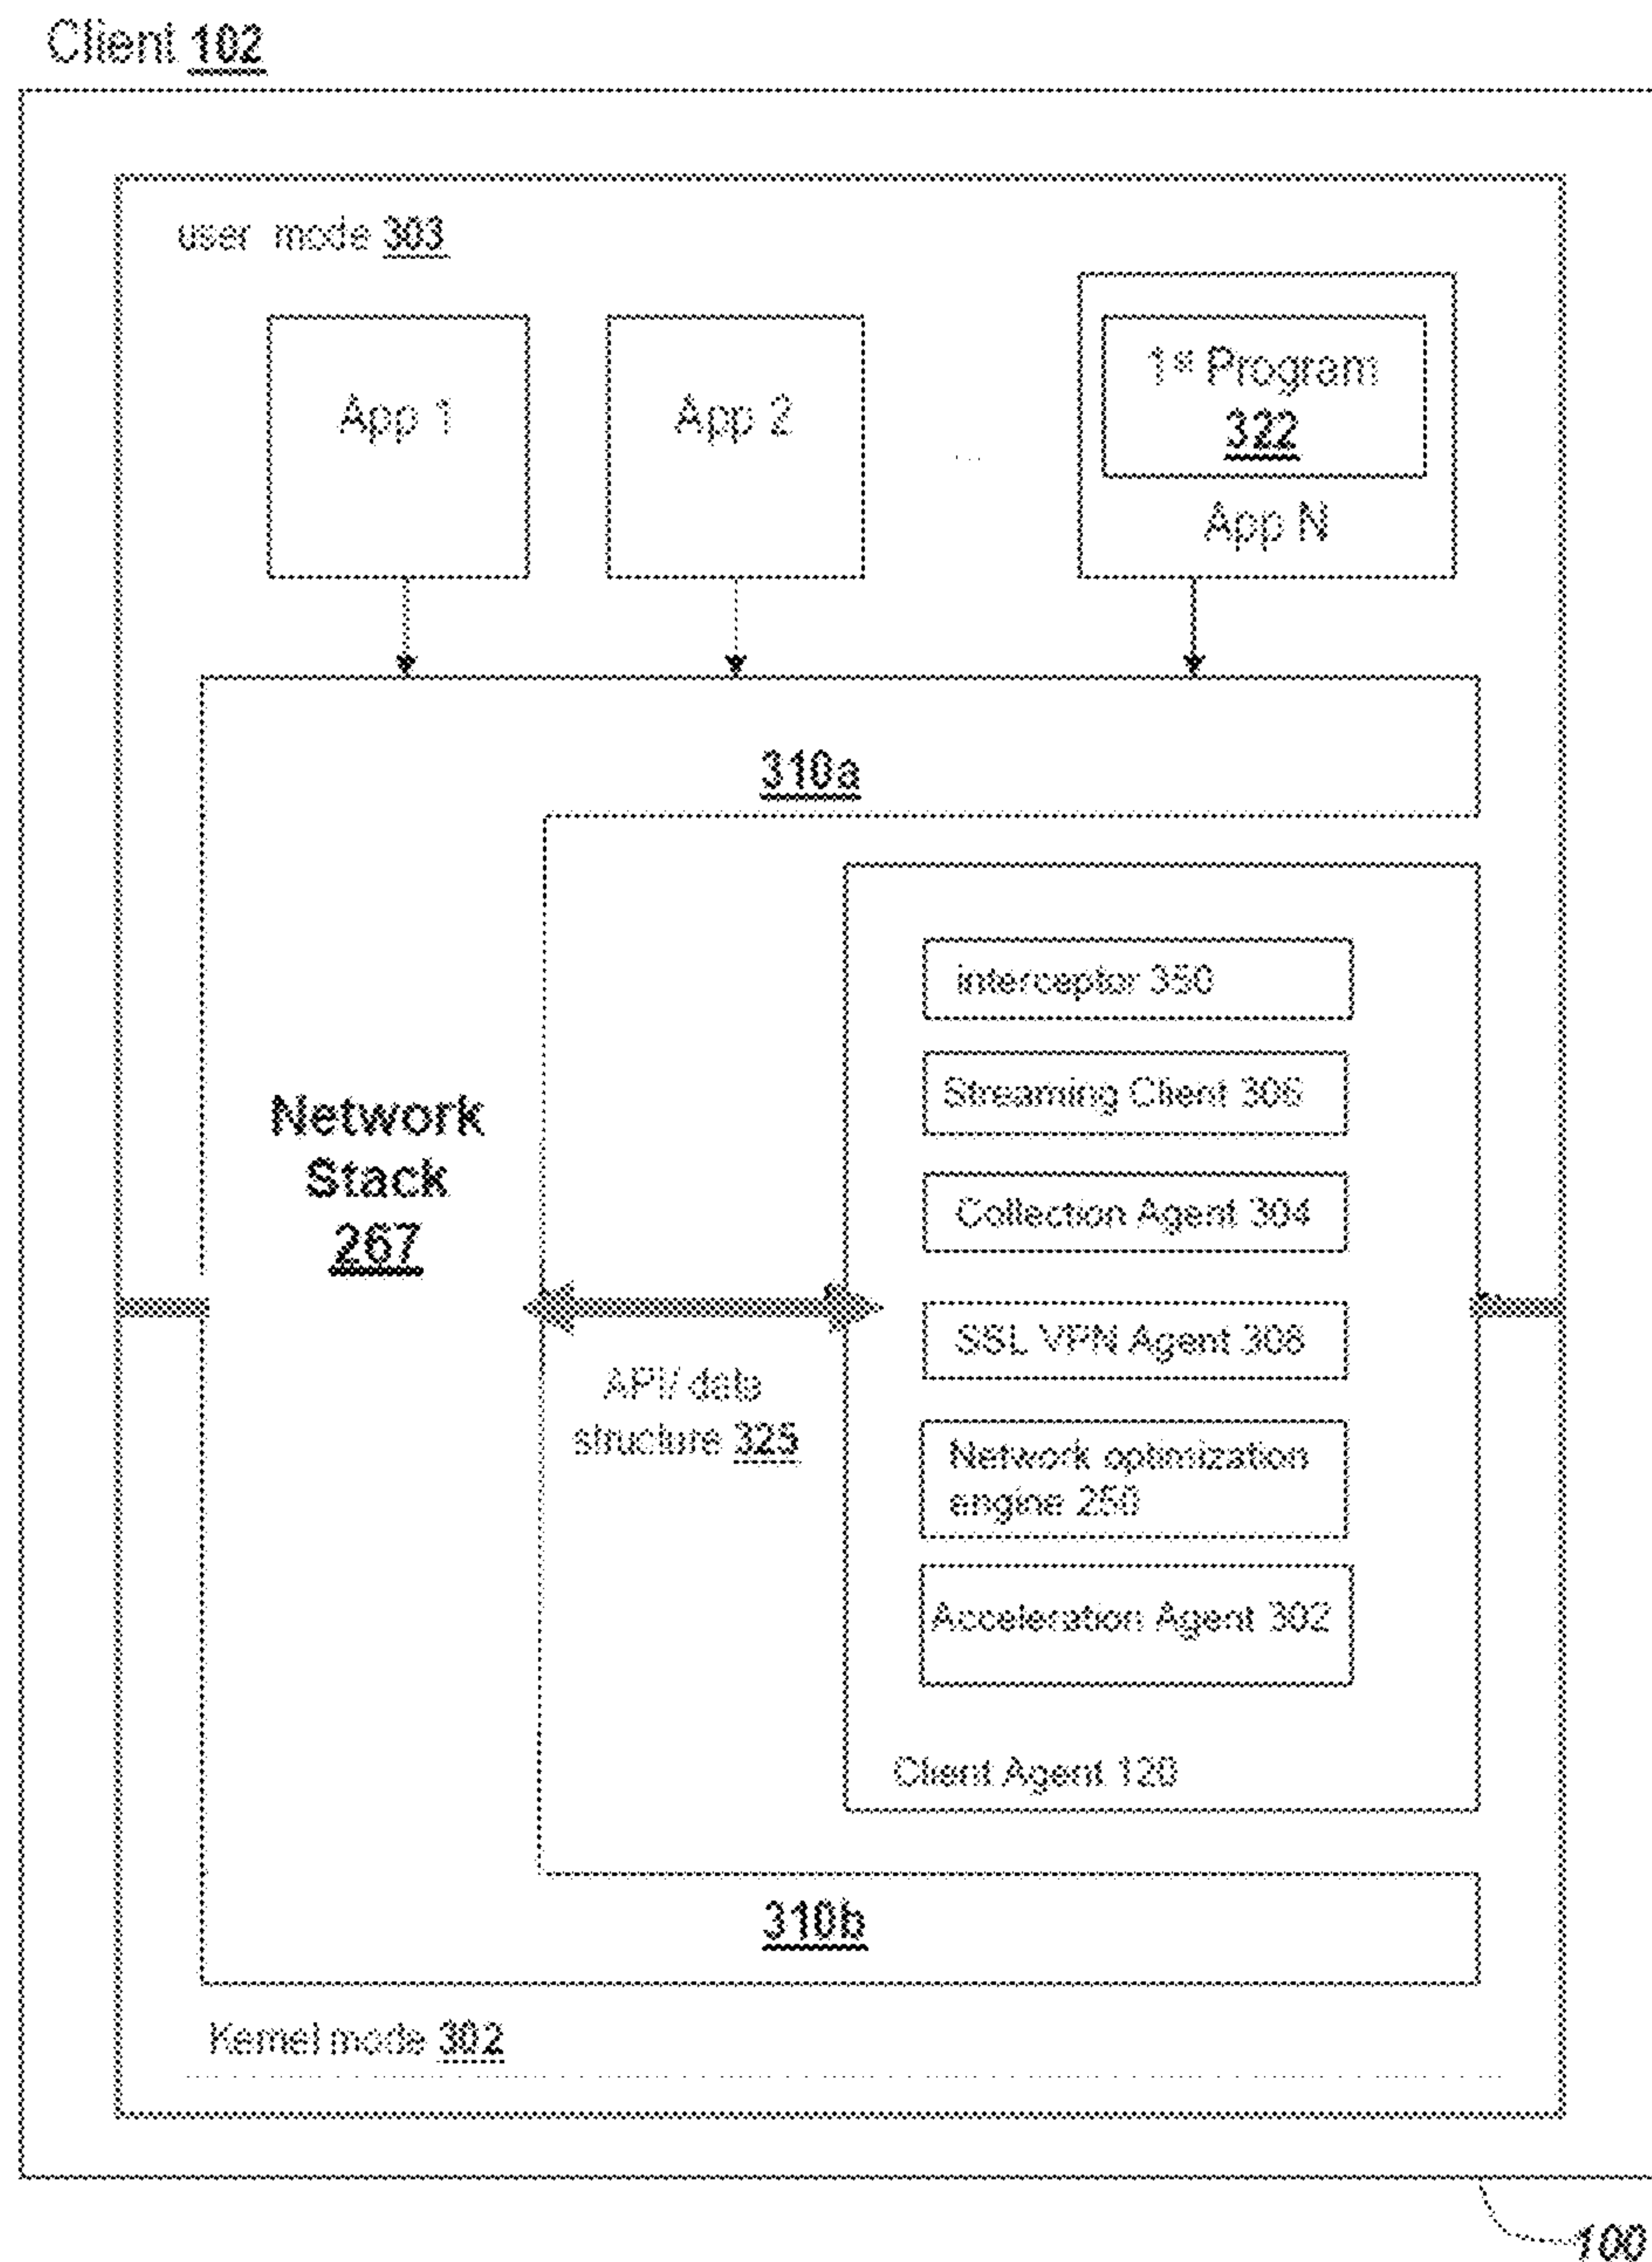 Client 102
user mode 303
App 1
App 2
...
1st Program
322
App N
310a
interceptor 350
Streaming Client 306
Collection Agent 304
Network
Stack
267
SSL VPN Agent 308
API/ data
structure 325
Network optimization
engine 250
Acceleration Agent 302
Client Agent 120
310b
Kernel mode 302
100